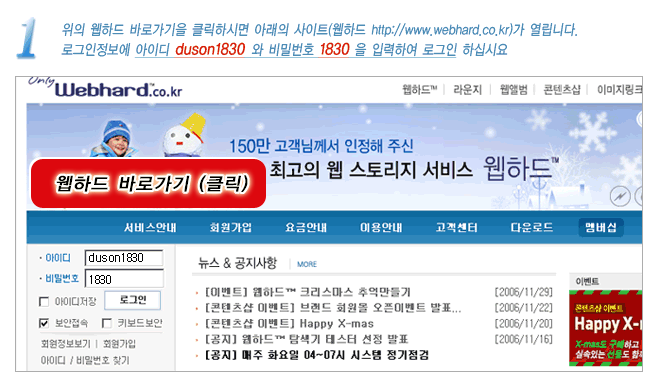 1
위의 웹하드 바로가기를 클릭하시면 아래의 사이트(웹하드 http://www.webhard.co.kr)가 열립니다.
로그인정보에 아이디 duson1830 와 비밀번호 1830 을 입력하여 로그인 하십시요
Only
Webhard™.co.kr
웹하드™ | 라운지 | 웹앨범 | 콘텐츠샵 | 이미지링크
150만 고객님께서 인정해 주신
최고의 웹 스토리지 서비스 웹하드™
웹하드 바로가기 (클릭)
서비스안내 회원가입 요금안내 이용안내 고객센터 다운로드 멤버십
· 아이디 duson1830
· 비밀번호 1830
아이디저장 로그인
보안접속 키보드보안
회원정보보기 | 회원가입
아이디 / 비밀번호 찾기
뉴스 & 공지사항 | MORE
· [이벤트] 웹하드™ 크리스마스 추억만들기 [2006/11/29]
· [콘텐츠샵 이벤트] 브랜드 회원몰 오픈이벤트 발표... [2006/11/22]
· [콘텐츠샵 이벤트] Happy X-mas [2006/11/20]
· [공지] 웹하드™ 탐색기 테스터 선정 발표 [2006/11/16]
· [공지] 매주 화요일 04~07시 시스템 정기점검
이벤트
콘텐츠샵 이벤트
Happy X-m
X-mas도 구매하고
실속있는 선물도